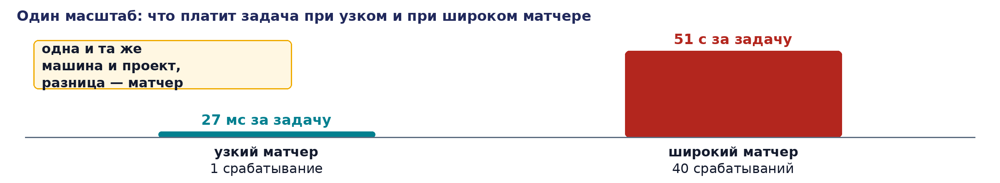 Один масштаб: что платит задача при узком и при широком матчере
одна и та же
машина и проект,
разница — матчер
51 с за задачу
27 мс за задачу
узкий матчер
1 срабатывание
широкий матчер
40 срабатываний